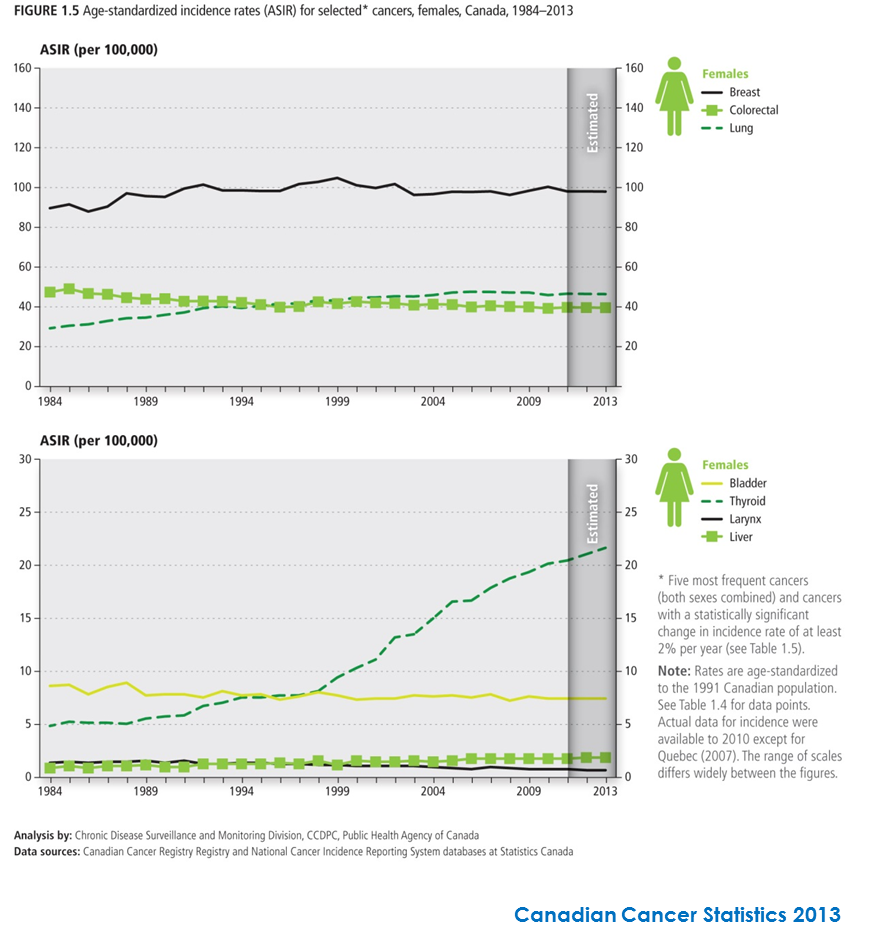 FIGURE 1.5 Age-standardized incidence rates (ASIR) for selected* cancers, females, Canada, 1984–2013
ASIR (per 100,000)
160
140
120
100
80
60
40
20
0
160
140
120
100
80
60
40
20
Estimated
1984
1989
1994
1999
2004
2009
2013
Females
Breast
Colorectal
Lung
ASIR (per 100,000)
30
25
20
15
10
5
0
30
25
20
15
10
5
0
Estimated
1984
1989
1994
1999
2004
2009
2013
Females
Bladder
Thyroid
Larynx
Liver
* Five most frequent cancers
(both sexes combined) and cancers
with a statistically significant
change in incidence rate of at least
2% per year (see Table 1.5).
Note: Rates are age-standardized
to the 1991 Canadian population.
See Table 1.4 for data points.
Actual data for incidence were
available to 2010 except for
Quebec (2007). The range of scales
differs widely between the figures.
Analysis by: Chronic Disease Surveillance and Monitoring Division, CCDPC, Public Health Agency of Canada
Data sources: Canadian Cancer Registry Registry and National Cancer Incidence Reporting System databases at Statistics Canada
Canadian Cancer Statistics 2013